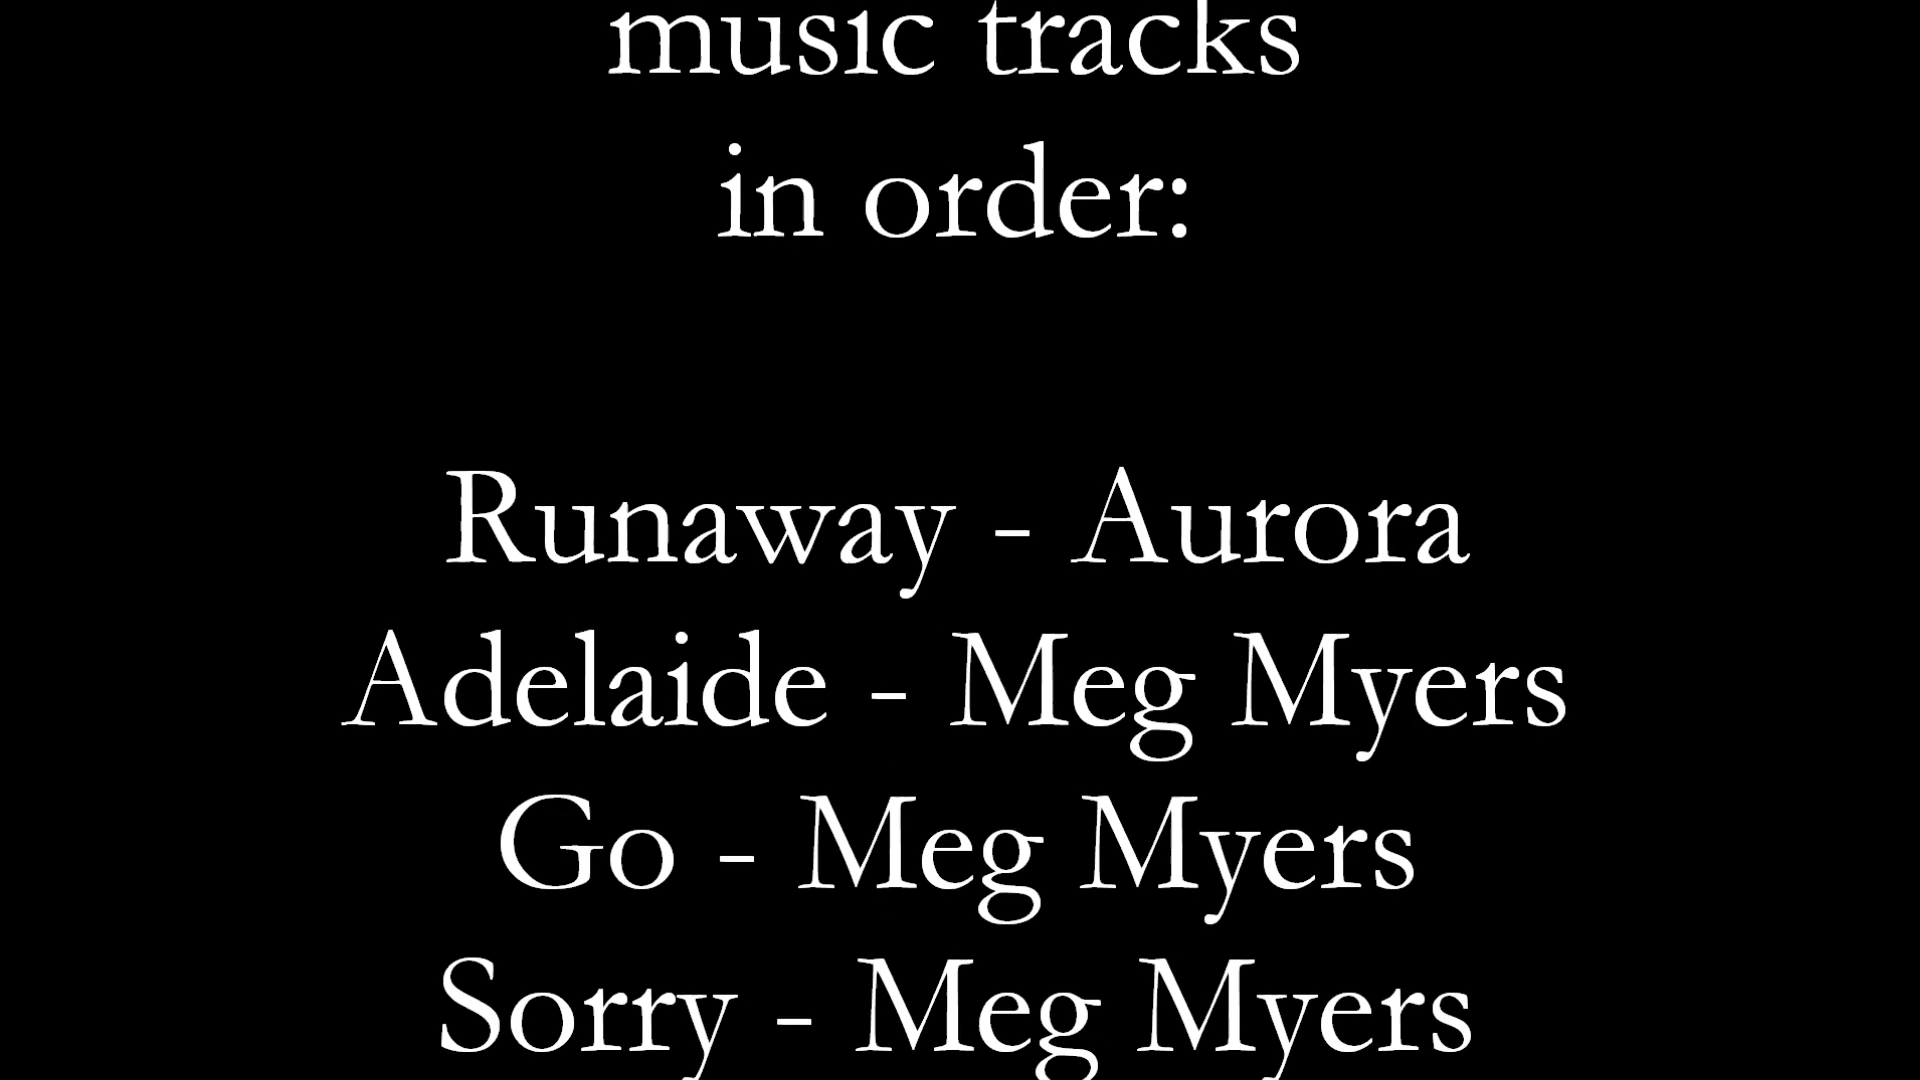 music tracks
in order:
Runaway - Aurora
Adelaide - Meg Myers
Go - Meg Myers
Sorry - Meg Myers